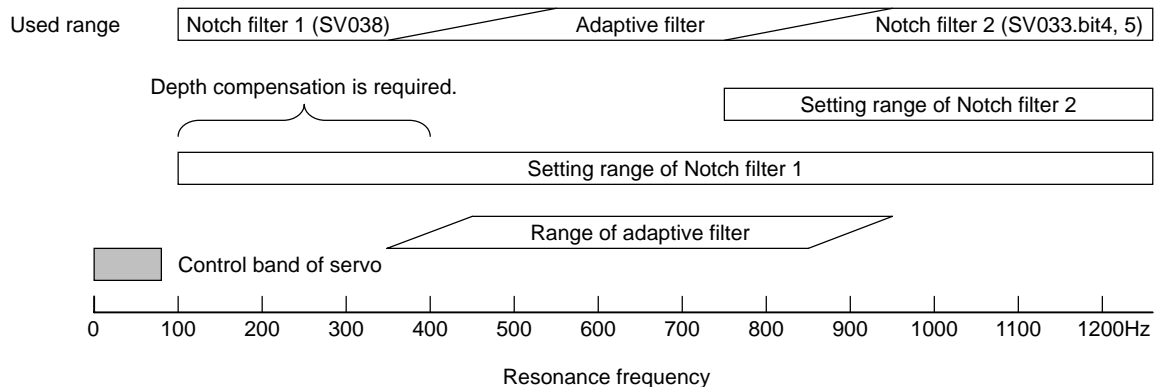 Used range
Notch filter 1 (SV038)
Adaptive filter
Notch filter 2 (SV033.bit4, 5)
Depth compensation is required.
Setting range of Notch filter 2
Setting range of Notch filter 1
Range of adaptive filter
Control band of servo
0 100 200 300 400 500 600 700 800 900 1000 1100 1200Hz
Resonance frequency